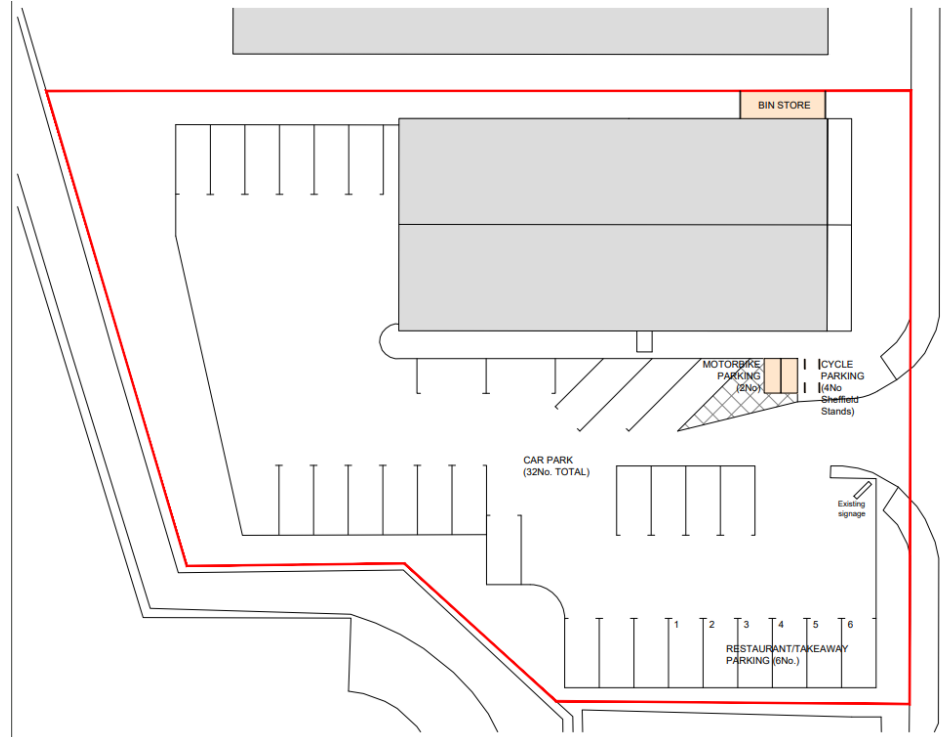 BIN STORE
MOTORBIKE
PARKING
(2No)
CYCLE
PARKING
(4No
Sheffield
Stands)
CAR PARK
(32No. TOTAL)
Existing
signage
1 2 3 4 5 6
RESTAURANT/TAKEAWAY
PARKING (6No.)